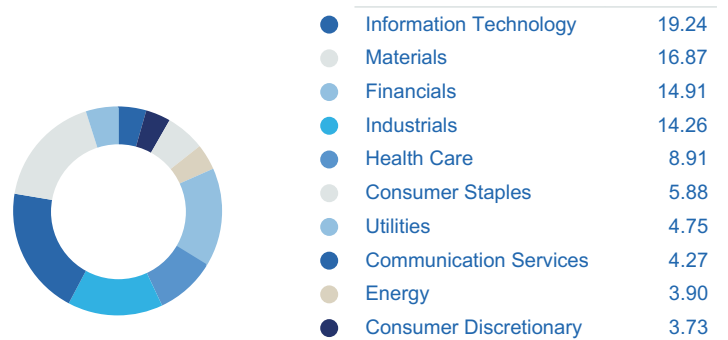 Information Technology 19.24
Materials 16.87
Financials 14.91
Industrials 14.26
Health Care 8.91
Consumer Staples 5.88
Utilities 4.75
Communication Services 4.27
Energy 3.90
Consumer Discretionary 3.73